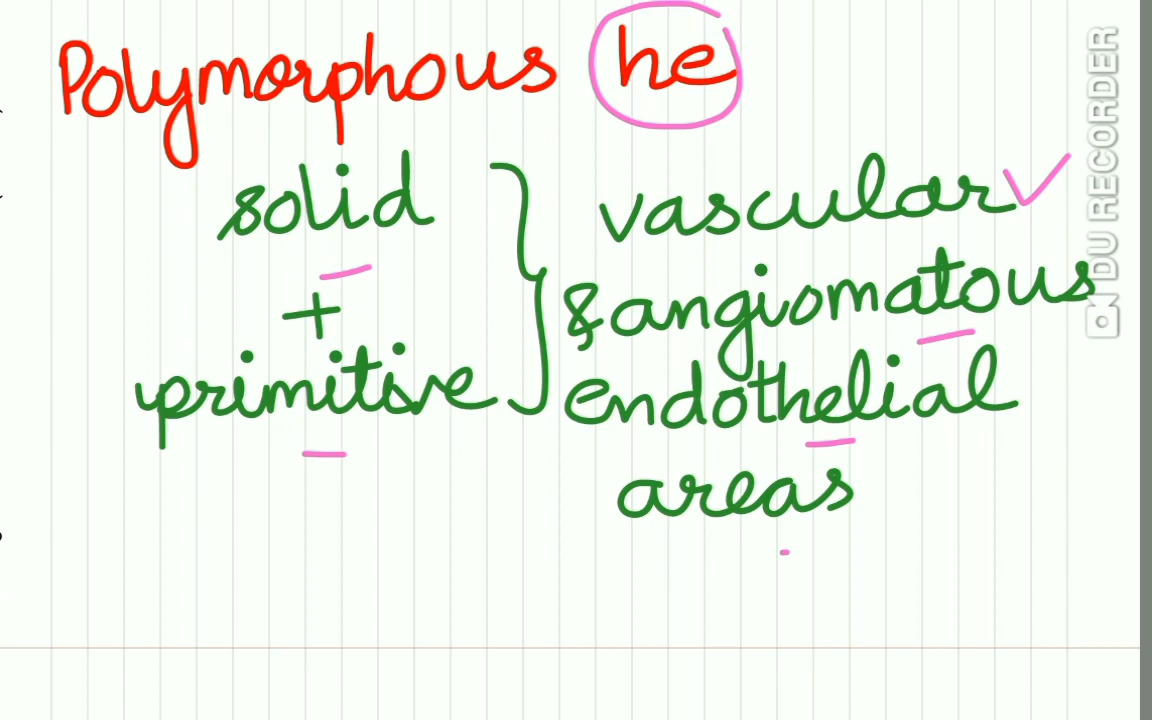 Polymorphous he
solid
+
primitive
vascular
& angiomatous
endothelial
areas
DU RECORDER